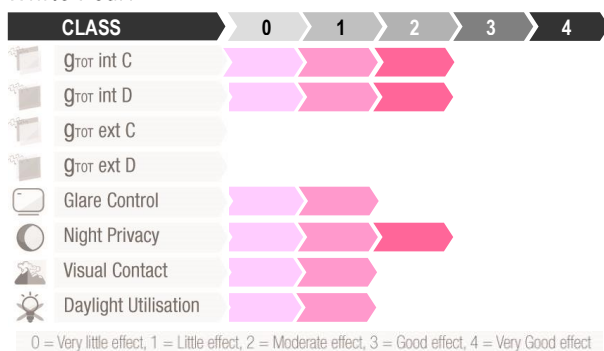 CLASS 0 1 2 3 4
gTOT int C
gTOT int D
gTOT ext C
gTOT ext D
Glare Control
Night Privacy
Visual Contact
Daylight Utilisation
0 = Very little effect, 1 = Little effect, 2 = Moderate effect, 3 = Good effect, 4 = Very Good effect